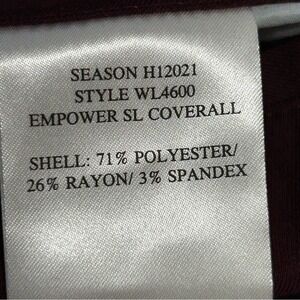 SEASON H12021
STYLE WL4600
EMPOWER SL COVERALL
SHELL: 71% POLYESTER/
26% RAYON/ 3% SPANDEX